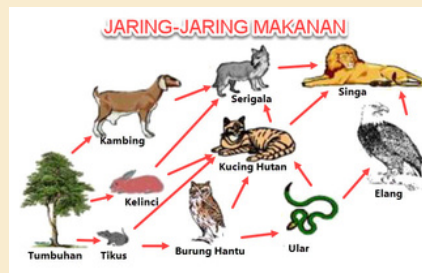 JARING-JARING MAKANAN
Kambing
Serigala
Singa
Kucing Hutan
Kelinci
Elang
Tumbuhan
Tikus
Burung Hantu
Ular